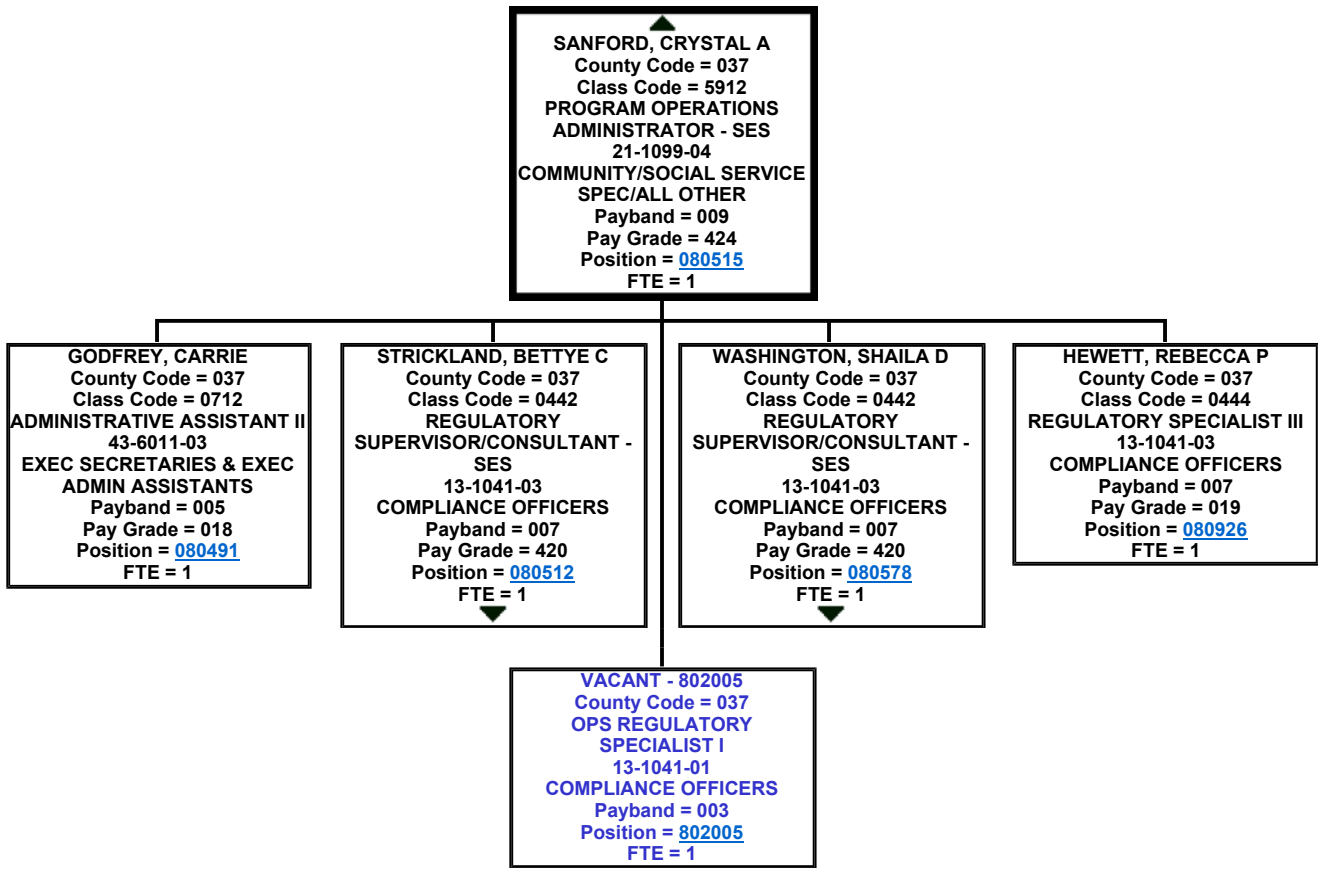 SANFORD, CRYSTAL A
County Code = 037
Class Code = 5912
PROGRAM OPERATIONS
ADMINISTRATOR - SES
21-1099-04
COMMUNITY/SOCIAL SERVICE
SPEC/ALL OTHER
Payband = 009
Pay Grade = 424
Position = 080515
FTE = 1
GODFREY, CARRIE
County Code = 037
Class Code = 0712
ADMINISTRATIVE ASSISTANT II
43-6011-03
EXEC SECRETARIES & EXEC
ADMIN ASSISTANTS
Payband = 005
Pay Grade = 018
Position = 080491
FTE = 1
STRICKLAND, BETTYE C
County Code = 037
Class Code = 0442
REGULATORY
SUPERVISOR/CONSULTANT -
SES
13-1041-03
COMPLIANCE OFFICERS
Payband = 007
Pay Grade = 420
Position = 080512
FTE = 1
WASHINGTON, SHAILA D
County Code = 037
Class Code = 0442
REGULATORY
SUPERVISOR/CONSULTANT -
SES
13-1041-03
COMPLIANCE OFFICERS
Payband = 007
Pay Grade = 420
Position = 080578
FTE = 1
HEWETT, REBECCA P
County Code = 037
Class Code = 0444
REGULATORY SPECIALIST III
13-1041-03
COMPLIANCE OFFICERS
Payband = 007
Pay Grade = 019
Position = 080926
FTE = 1
VACANT - 802005
County Code = 037
OPS REGULATORY
SPECIALIST I
13-1041-01
COMPLIANCE OFFICERS
Payband = 003
Position = 802005
FTE = 1